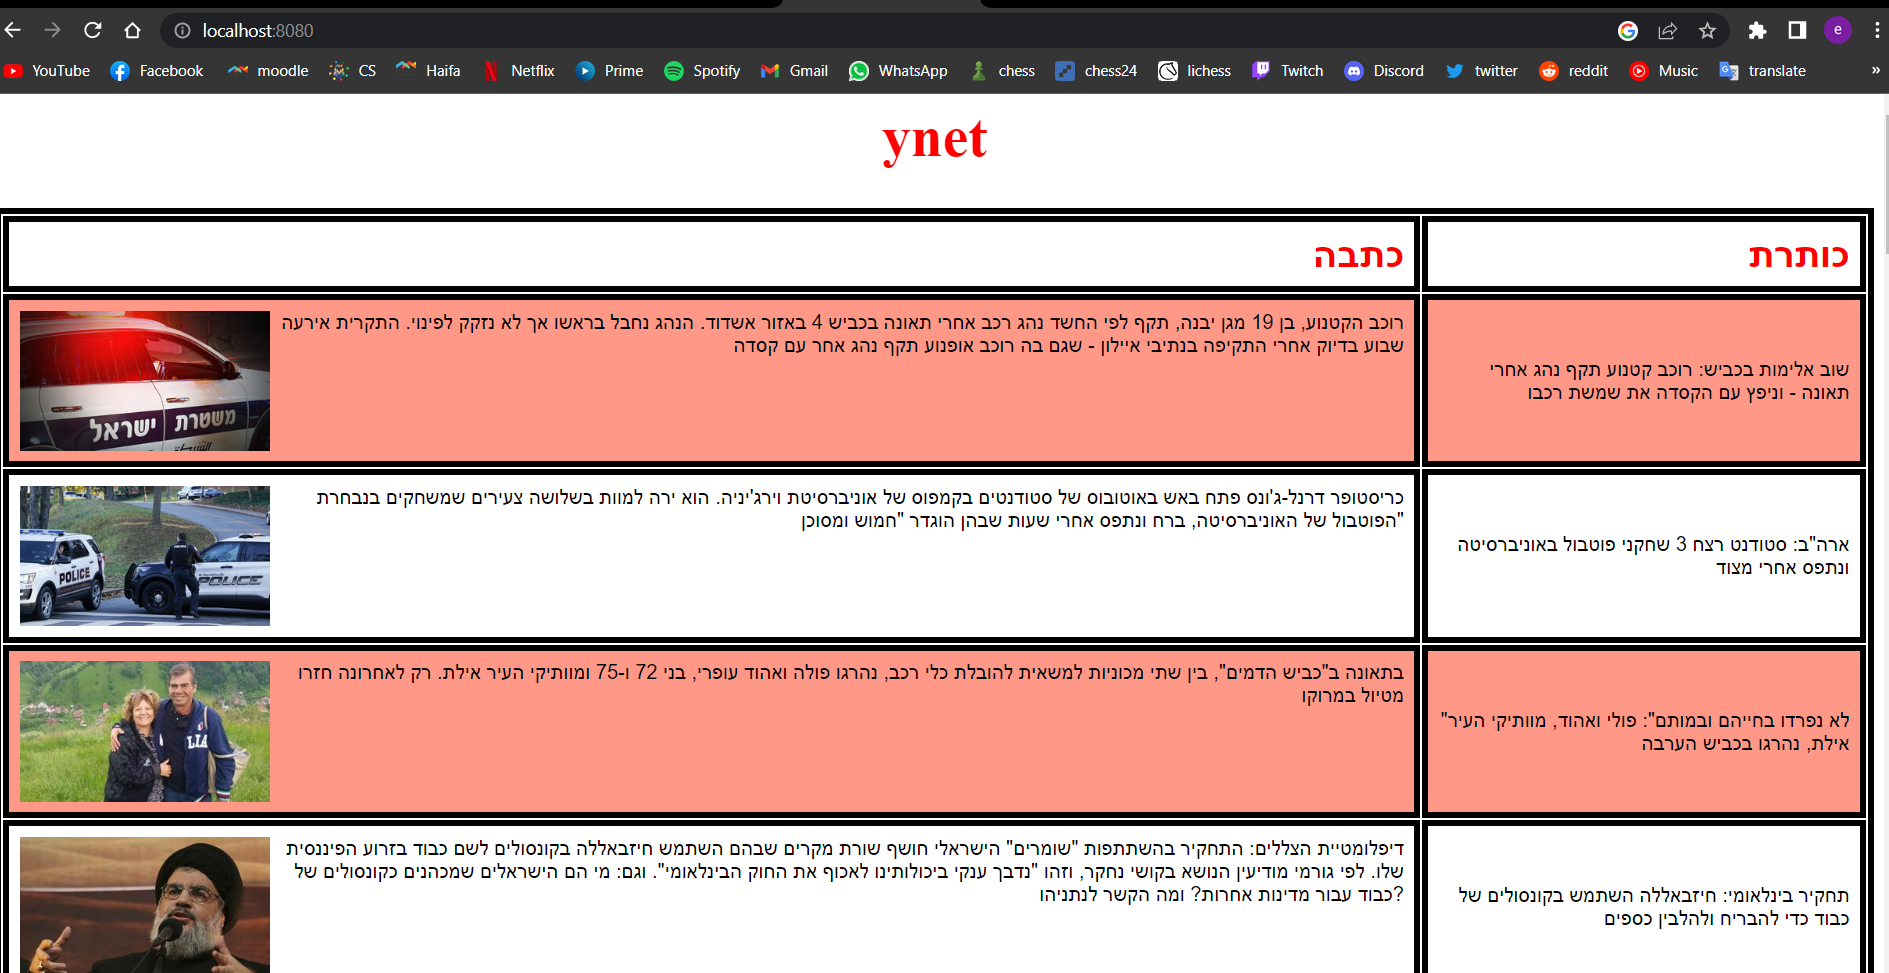 localhost:8080
e
YouTube Facebook moodle CS Haifa Netflix Prime Spotify Gmail WhatsApp chess chess24 lichess Twitch Discord twitter reddit Music translate »
ynet
כותרת
כתבה
שוב אלימות בכביש: רוכב קטנוע תקף נהג אחרי
תאונה - וניפץ עם הקסדה את שמשת רכבו
רוכב הקטנוע, בן 19 מגן יבנה, תקף לפי החשד נהג רכב אחרי תאונה בכביש 4 באזור אשדוד. הנהג נחבל בראשו אך לא נזקק לפינוי. התקרית אירעה
שבוע בדיוק אחרי התקיפה בנתיבי איילון - שגם בה רוכב אופנוע תקף נהג אחר עם קסדה
משטרת ישראל
ארה"ב: סטודנט רצח 3 שחקני פוטבול באוניברסיטה
ונתפס אחרי מצוד
כריסטופר דרנל-ג'ונס פתח באש באוטובוס של סטודנטים בקמפוס של אוניברסיטת וירג'יניה. הוא ירה למוות בשלושה צעירים שמשחקים בנבחרת
"הפוטבול של האוניברסיטה, ברח ונתפס אחרי שעות שבהן הוגדר "חמוש ומסוכן
POLICE
POLICE
לא נפרדו בחייהם ובמותם": פולי ואהוד, מוותיקי העיר"
אילת, נהרגו בכביש הערבה
בתאונה ב"כביש הדמים", בין שתי מכוניות למשאית להובלת כלי רכב, נהרגו פולה ואהוד עופרי, בני 72 ו-75 ומוותיקי העיר אילת. רק לאחרונה חזרו
מטיול במרוקו
תחקיר בינלאומי: חיזבאללה השתמש בקונסולים של
כבוד כדי להבריח ולהלבין כספים
דיפלומטיית הצללים: התחקיר בהשתתפות "שומרים" הישראלי חושף שורת מקרים שבהם השתמש חיזבאללה בקונסולים לשם כבוד בזרוע הפיננסית
שלו. לפי גורמי מודיעין הנושא בקושי נחקר, וזהו "נדבך ענקי ביכולותינו לאכוף את החוק הבינלאומי". וגם: מי הם הישראלים שמכהנים כקונסולים של
?כבוד עבור מדינות אחרות? ומה הקשר לנתניהו